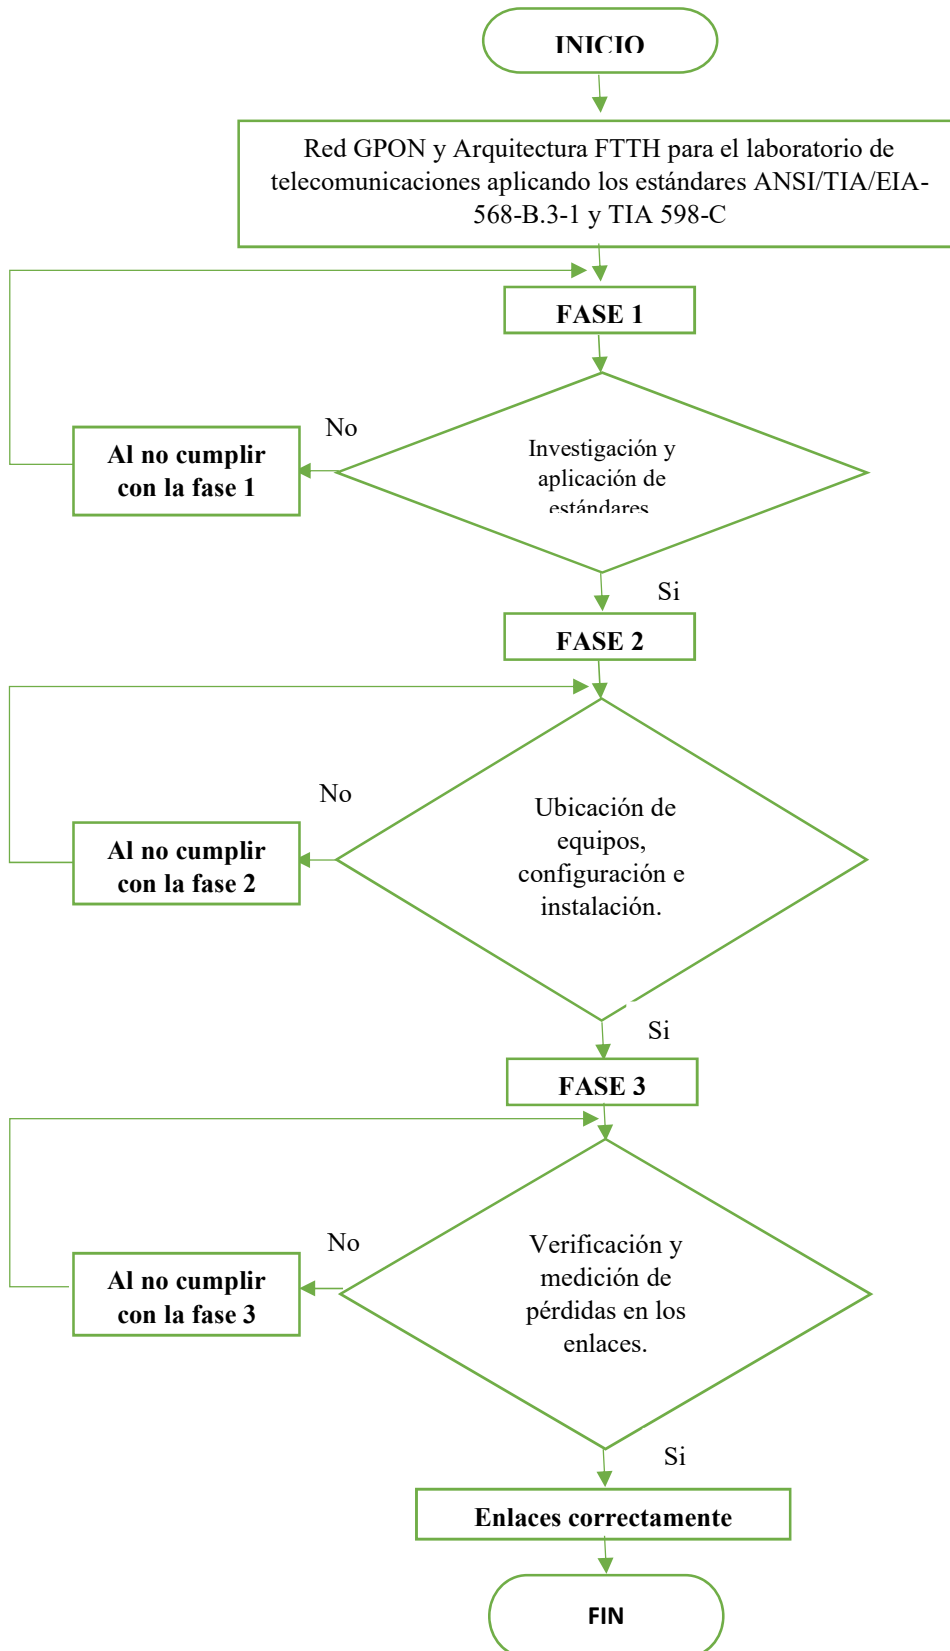 INICIO
Red GPON y Arquitectura FTTH para el laboratorio de
telecomunicaciones aplicando los estándares ANSI/TIA/EIA-
568-B.3-1 y TIA 598-C
FASE 1
No
Al no cumplir
con la fase 1
Investigación y
aplicación de
estándares
Si
FASE 2
No
Al no cumplir
con la fase 2
Ubicación de
equipos,
configuración e
instalación.
Si
FASE 3
No
Al no cumplir
con la fase 3
Verificación y
medición de
pérdidas en los
enlaces.
Si
Enlaces correctamente
FIN